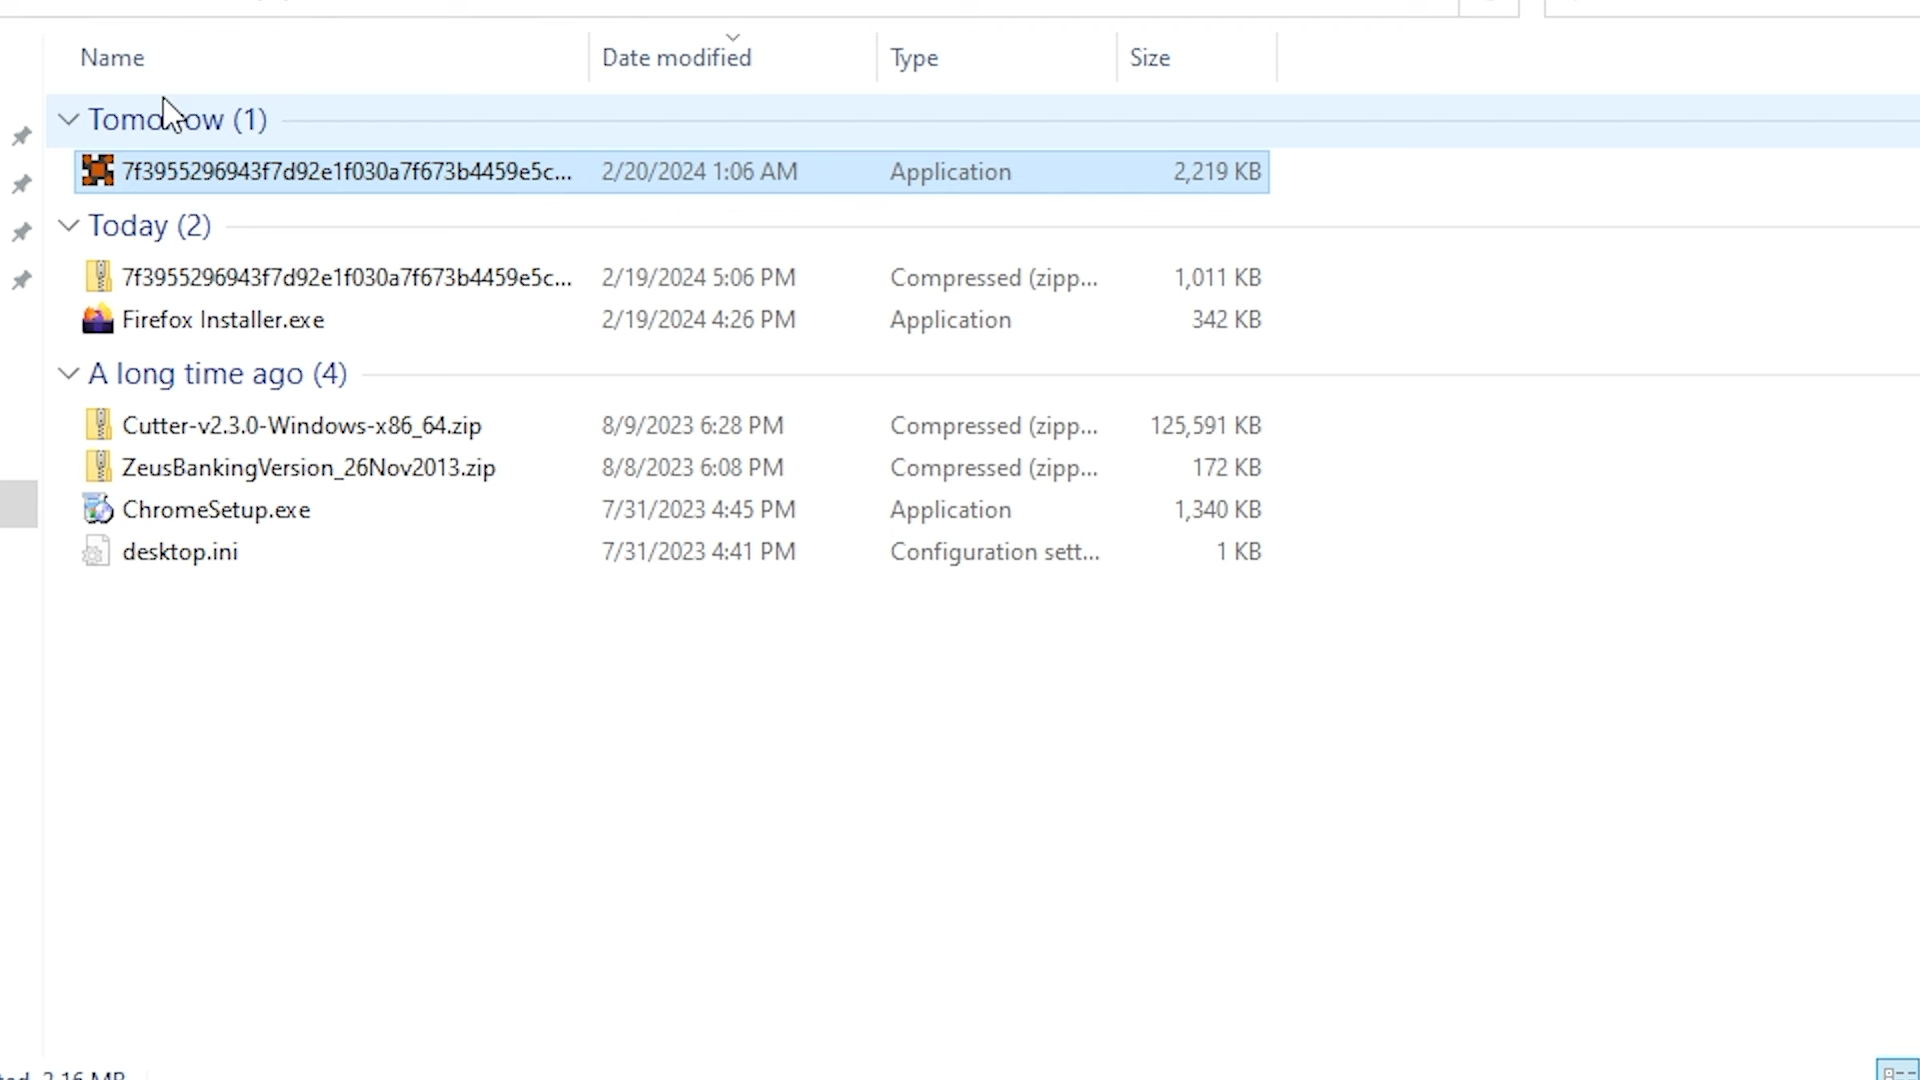 Name Date modified Type Size
Tomorrow (1)
7f3955296943f7d92e1f030a7f673b4459e5c... 2/20/2024 1:06 AM Application 2,219 KB
Today (2)
7f3955296943f7d92e1f030a7f673b4459e5c... 2/19/2024 5:06 PM Compressed (zipp... 1,011 KB
Firefox Installer.exe 2/19/2024 4:26 PM Application 342 KB
A long time ago (4)
Cutter-v2.3.0-Windows-x86_64.zip 8/9/2023 6:28 PM Compressed (zipp... 125,591 KB
ZeusBankingVersion_26Nov2013.zip 8/8/2023 6:08 PM Compressed (zipp... 172 KB
ChromeSetup.exe 7/31/2023 4:45 PM Application 1,340 KB
desktop.ini 7/31/2023 4:41 PM Configuration sett... 1 KB
2.16 MB